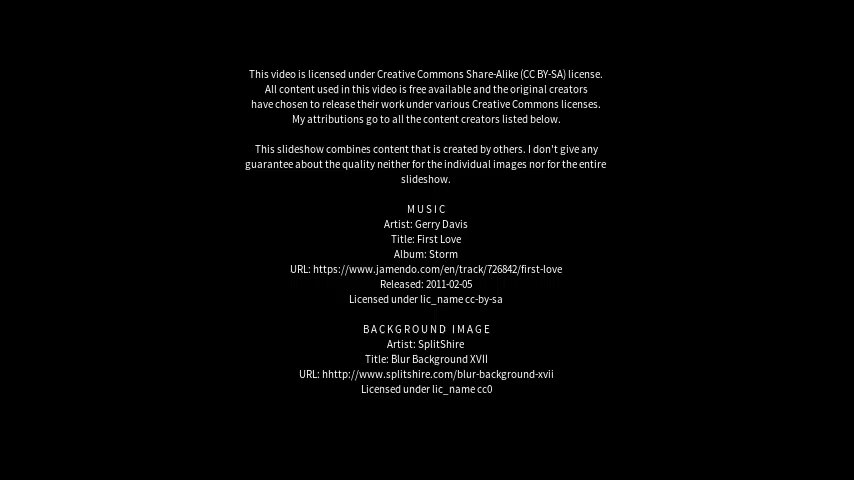 This video is licensed under Creative Commons Share-Alike (CC BY-SA) license.
All content used in this video is free available and the original creators
have chosen to release their work under various Creative Commons licenses.
My attributions go to all the content creators listed below.
This slideshow combines content that is created by others. I don't give any
guarantee about the quality neither for the individual images nor for the entire
slideshow.
MUSIC
Artist: Gerry Davis
Title: First Love
Album: Storm
URL: https://www.jamendo.com/en/track/726842/first-love
Released: 2011-02-05
Licensed under lic_name cc-by-sa
BACKGROUND IMAGE
Artist: SplitShire
Title: Blur Background XVII
URL: hhttp://www.splitshire.com/blur-background-xvii
Licensed under lic_name cc0